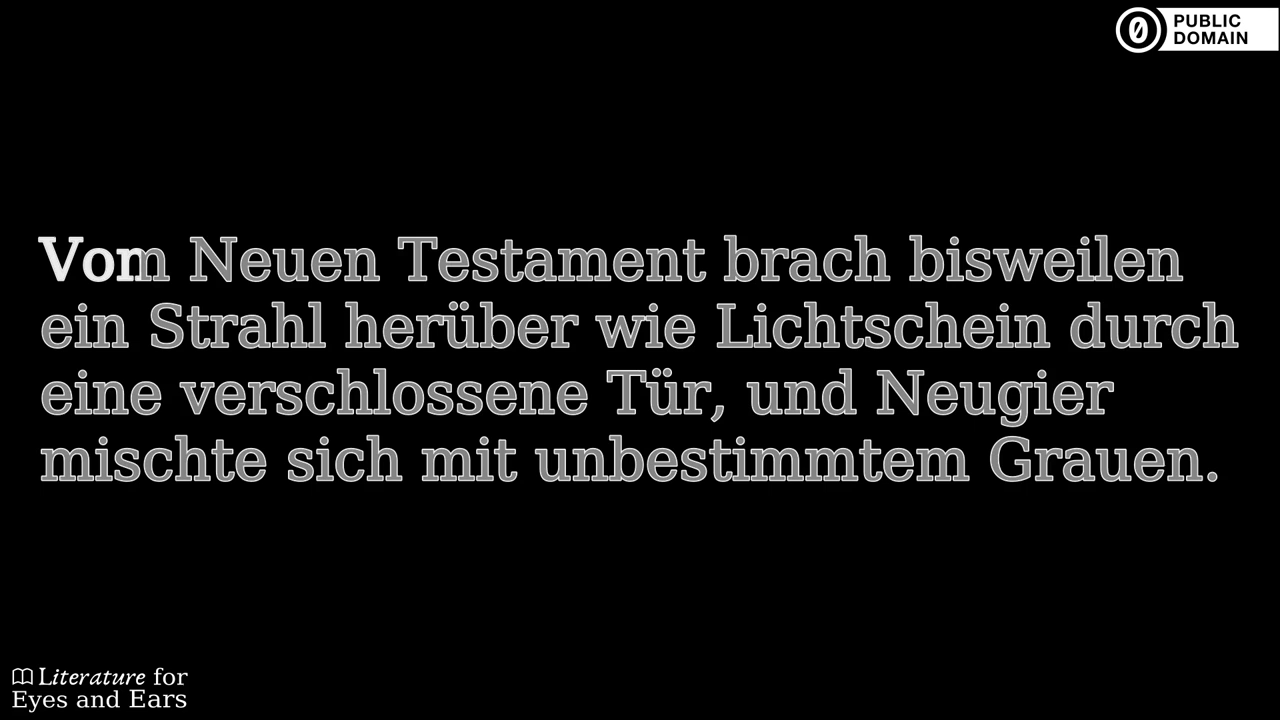 PUBLIC
DOMAIN
Vom Neuen Testament brach bisweilen
ein Strahl herüber wie Lichtschein durch
eine verschlossene Tür, und Neugier
mischte sich mit unbestimmtem Grauen.
Literature for
Eyes and Ears